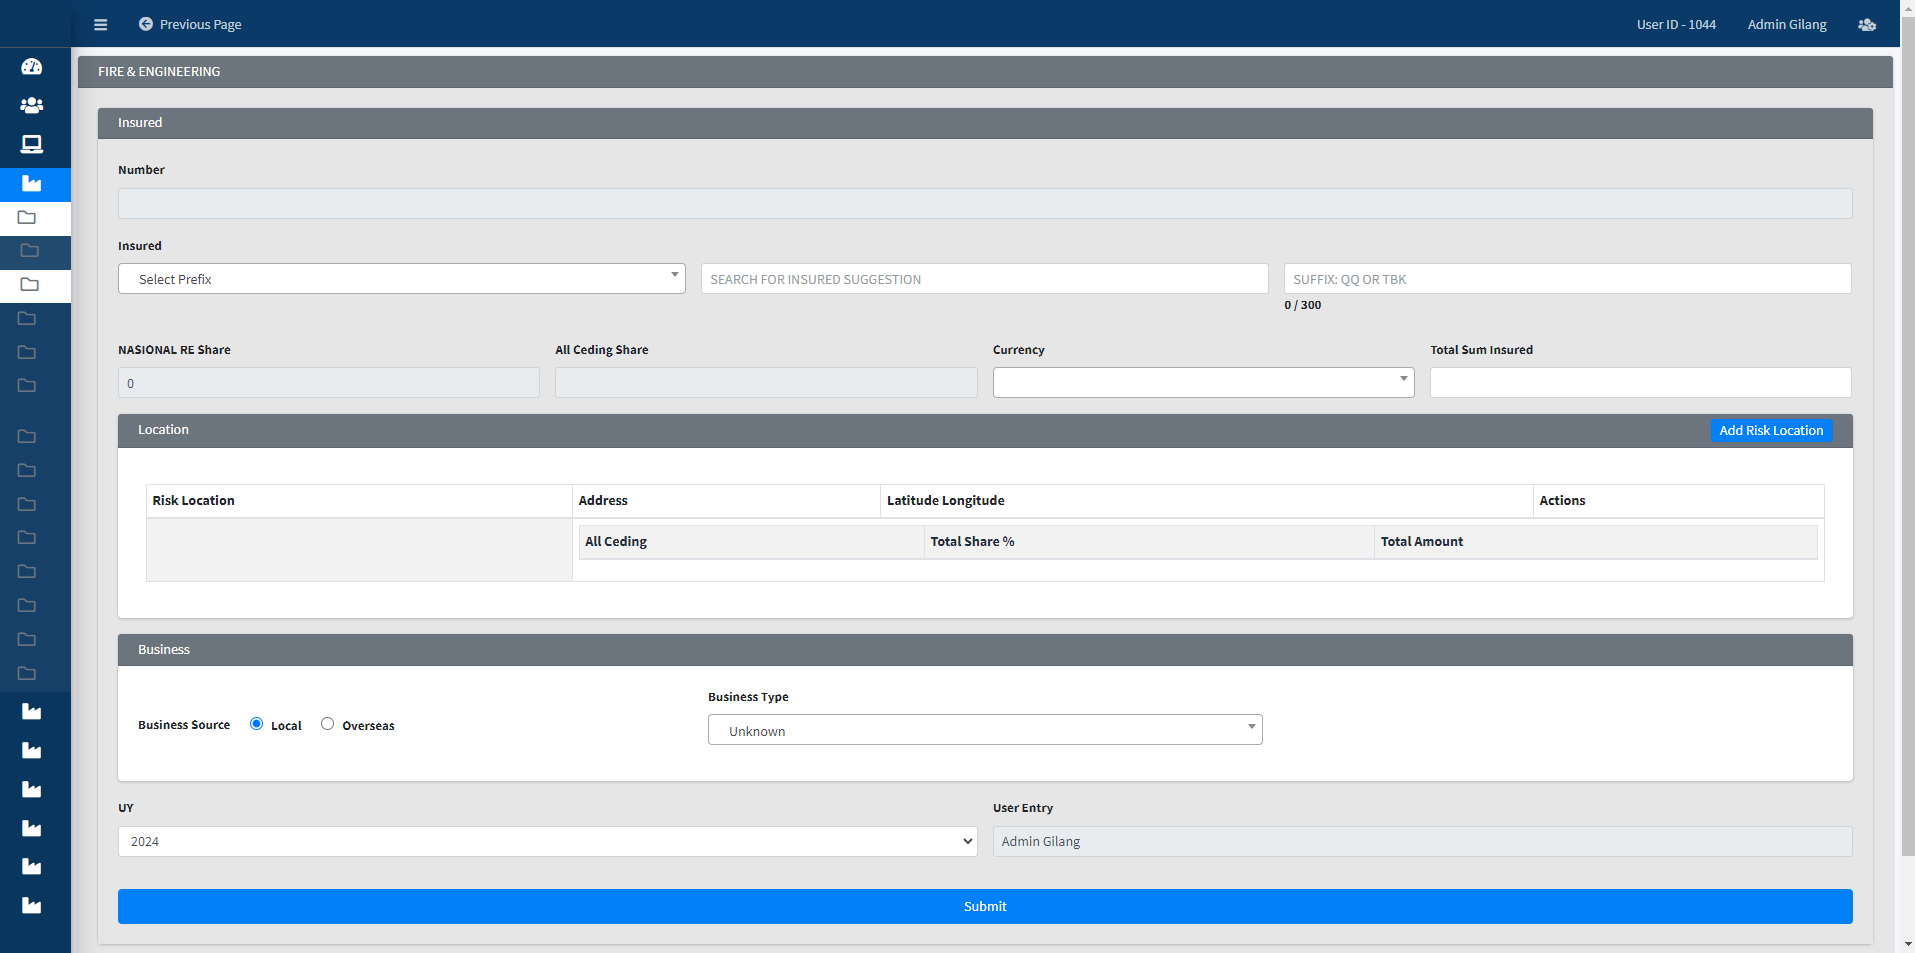 Previous Page
User ID - 1044
Admin Gilang
FIRE & ENGINEERING
Insured
Number
Insured
Select Prefix
SEARCH FOR INSURED SUGGESTION
SUFFIX: QQ OR TBK
0 / 300
NASIONAL RE Share
All Ceding Share
Currency
Total Sum Insured
0
Location
Add Risk Location
Risk Location
Address
Latitude Longitude
Actions
All Ceding
Total Share %
Total Amount
Business
Business Type
Business Source
Local
Overseas
Unknown
UY
User Entry
2024
Admin Gilang
Submit